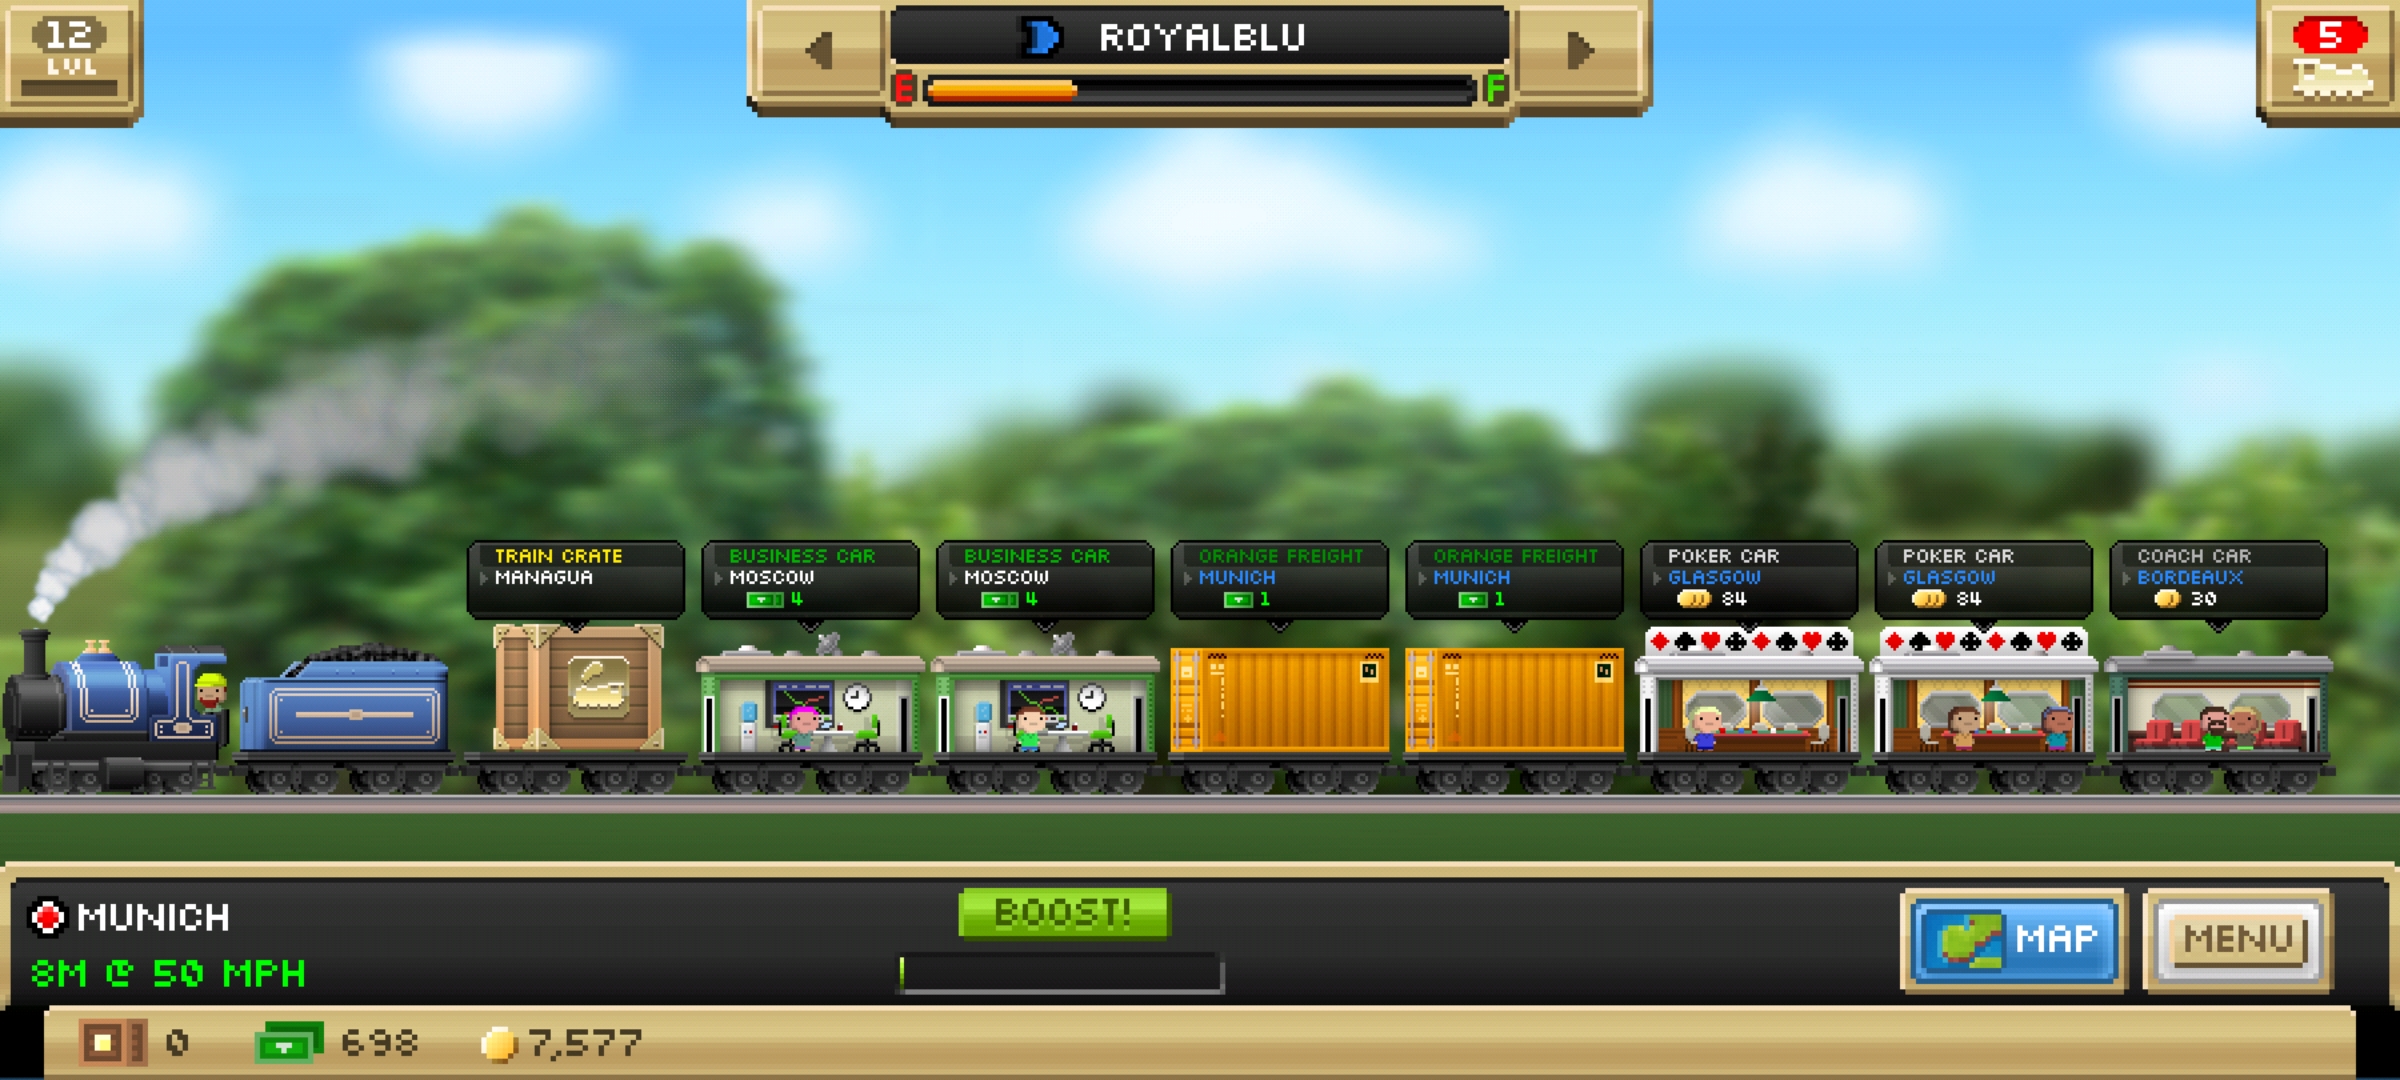 12
LVL
ROYALBLU
E
F
5
TRAIN CRATE
MANAGUA
BUSINESS CAR
MOSCOW
4
BUSINESS CAR
MOSCOW
4
ORANGE FREIGHT
MUNICH
1
ORANGE FREIGHT
MUNICH
1
POKER CAR
GLASGOW
84
POKER CAR
GLASGOW
84
COACH CAR
BORDEAUX
30
MUNICH
8M @ 50 MPH
BOOST!
MAP
MENU
0
698
7,577